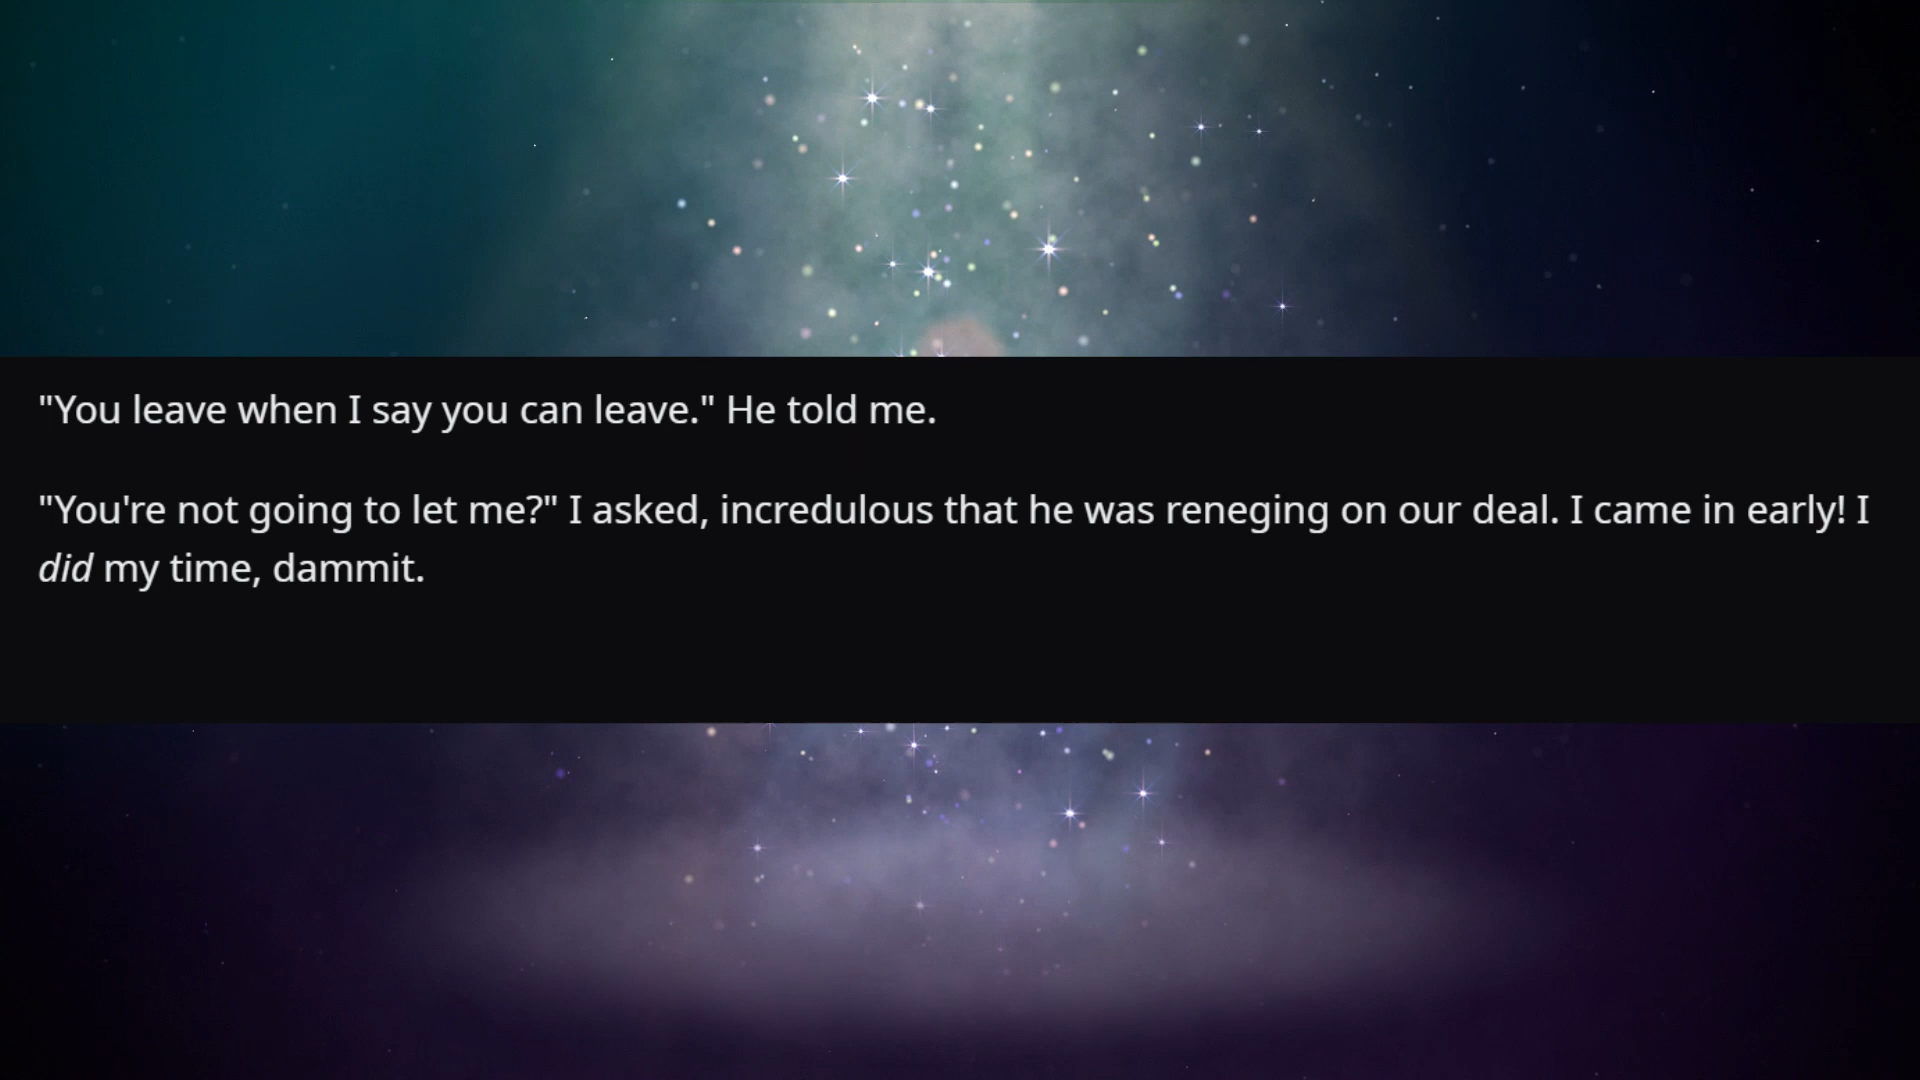 "You leave when I say you can leave." He told me.
"You're not going to let me?" I asked, incredulous that he was reneging on our deal. I came in early! I
did my time, dammit.